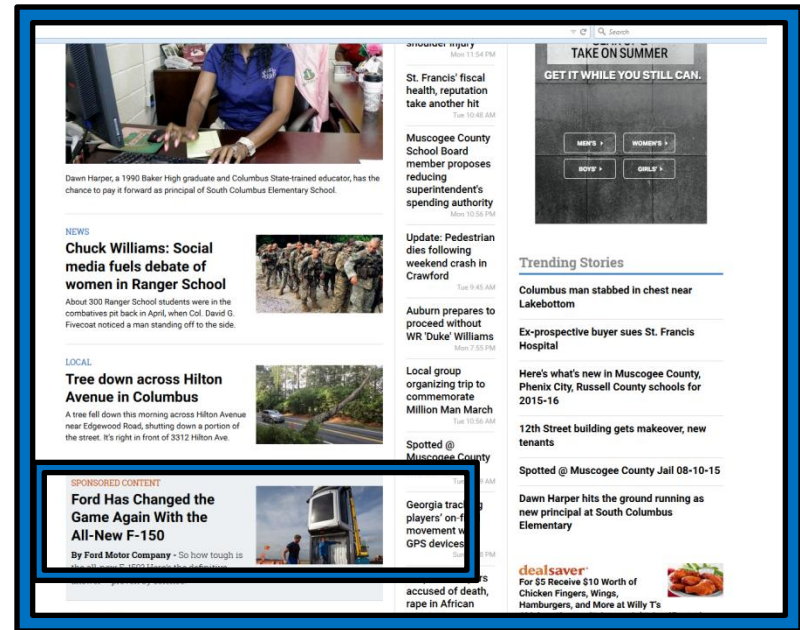 Search
TAKE ON SUMMER
GET IT WHILE YOU STILL CAN.
MEN'S ›
WOMEN'S ›
BOYS' ›
GIRLS' ›
Dawn Harper, a 1990 Baker High graduate and Columbus State-trained educator, has the
chance to pay it forward as principal of South Columbus Elementary School.
NEWS
Chuck Williams: Social
media fuels debate of
women in Ranger School
About 300 Ranger School students were in the
combatives pit back in April, when Col. David G.
Fivecoat noticed a man standing off to the side.
LOCAL
Tree down across Hilton
Avenue in Columbus
A tree fell down this morning across Hilton Avenue
near Edgewood Road, shutting down a portion of
the street. It's right in front of 3312 Hilton Ave.
SPONSORED CONTENT
Ford Has Changed the
Game Again With the
All-New F-150
By Ford Motor Company - So how tough is
shoulder injury
Mon 11:54 PM
St. Francis' fiscal
health, reputation
take another hit
Tue 10:48 AM
Muscogee County
School Board
member proposes
reducing
superintendent's
spending authority
Mon 10:56 PM
Update: Pedestrian
dies following
weekend crash in
Crawford
Tue 9:45 AM
Auburn prepares to
proceed without
WR 'Duke' Williams
Mon 7:55 PM
Local group
organizing trip to
commemorate
Million Man March
Tue 10:56 AM
Spotted @
Muscogee County
Tue AM
Georgia
players'
movement
GPS devices
Sun PM
accused of death,
rape in African
Trending Stories
Columbus man stabbed in chest near
Lakebottom
Ex-prospective buyer sues St. Francis
Hospital
Here's what's new in Muscogee County,
Phenix City, Russell County schools for
2015-16
12th Street building gets makeover, new
tenants
Spotted @ Muscogee County Jail 08-10-15
Dawn Harper hits the ground running as
new principal at South Columbus
Elementary
dealsaver
For $5 Receive $10 Worth of
Chicken Fingers, Wings,
Hamburgers, and More at Willy T's